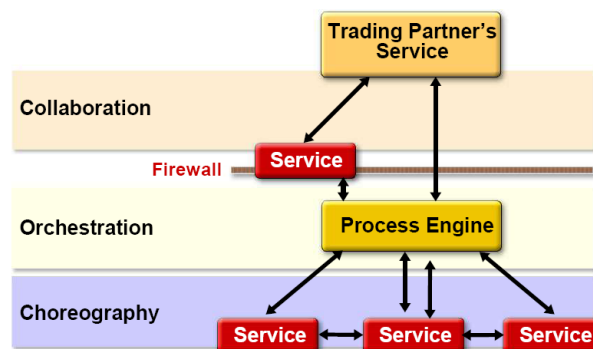 Trading Partner's
Service
Collaboration
Service
Firewall
Orchestration
Process Engine
Choreography
Service
Service
Service